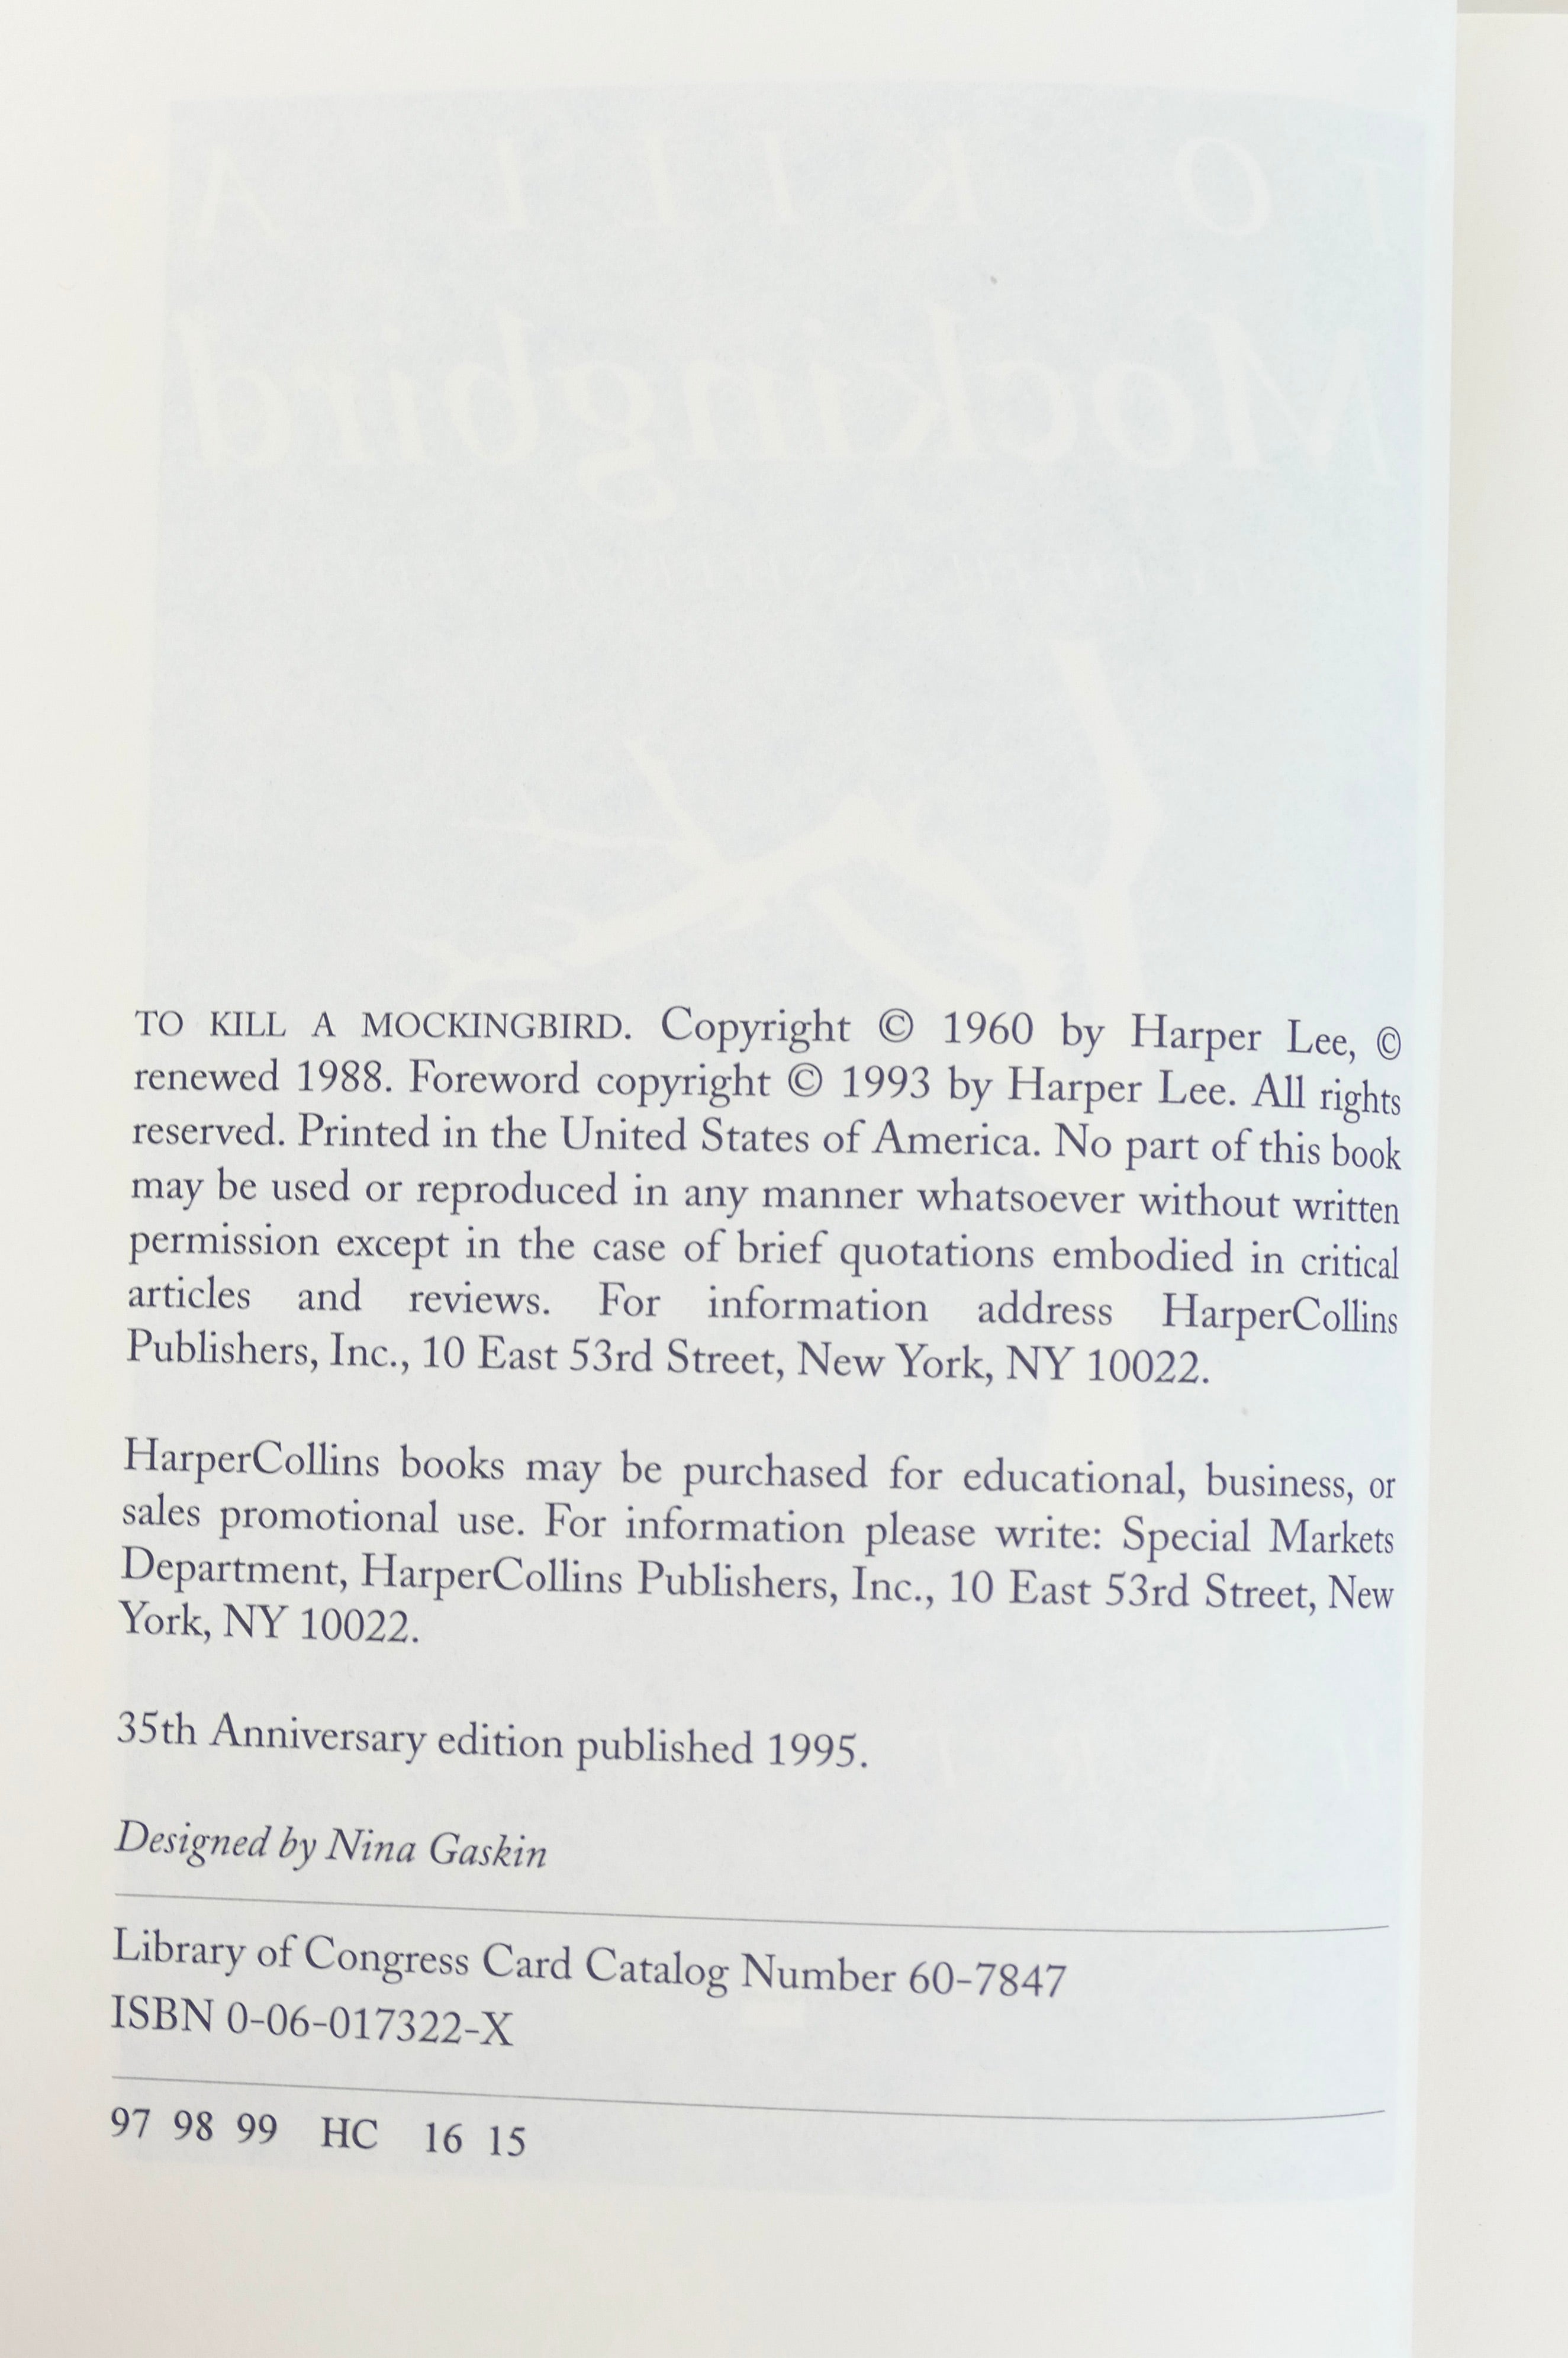 TO KILL A
Mockingbird
TO KILL A MOCKINGBIRD. Copyright © 1960 by Harper Lee, ©
renewed 1988. Foreword copyright © 1993 by Harper Lee. All rights
reserved. Printed in the United States of America. No part of this book
may be used or reproduced in any manner whatsoever without written
permission except in the case of brief quotations embodied in critical
articles and reviews. For information address HarperCollins
Publishers, Inc., 10 East 53rd Street, New York, NY 10022.
HarperCollins books may be purchased for educational, business, or
sales promotional use. For information please write: Special Markets
Department, HarperCollins Publishers, Inc., 10 East 53rd Street, New
York, NY 10022.
35th Anniversary edition published 1995.
Designed by Nina Gaskin
Library of Congress Card Catalog Number 60-7847
ISBN 0-06-017322-X
97 98 99 HC 16 15